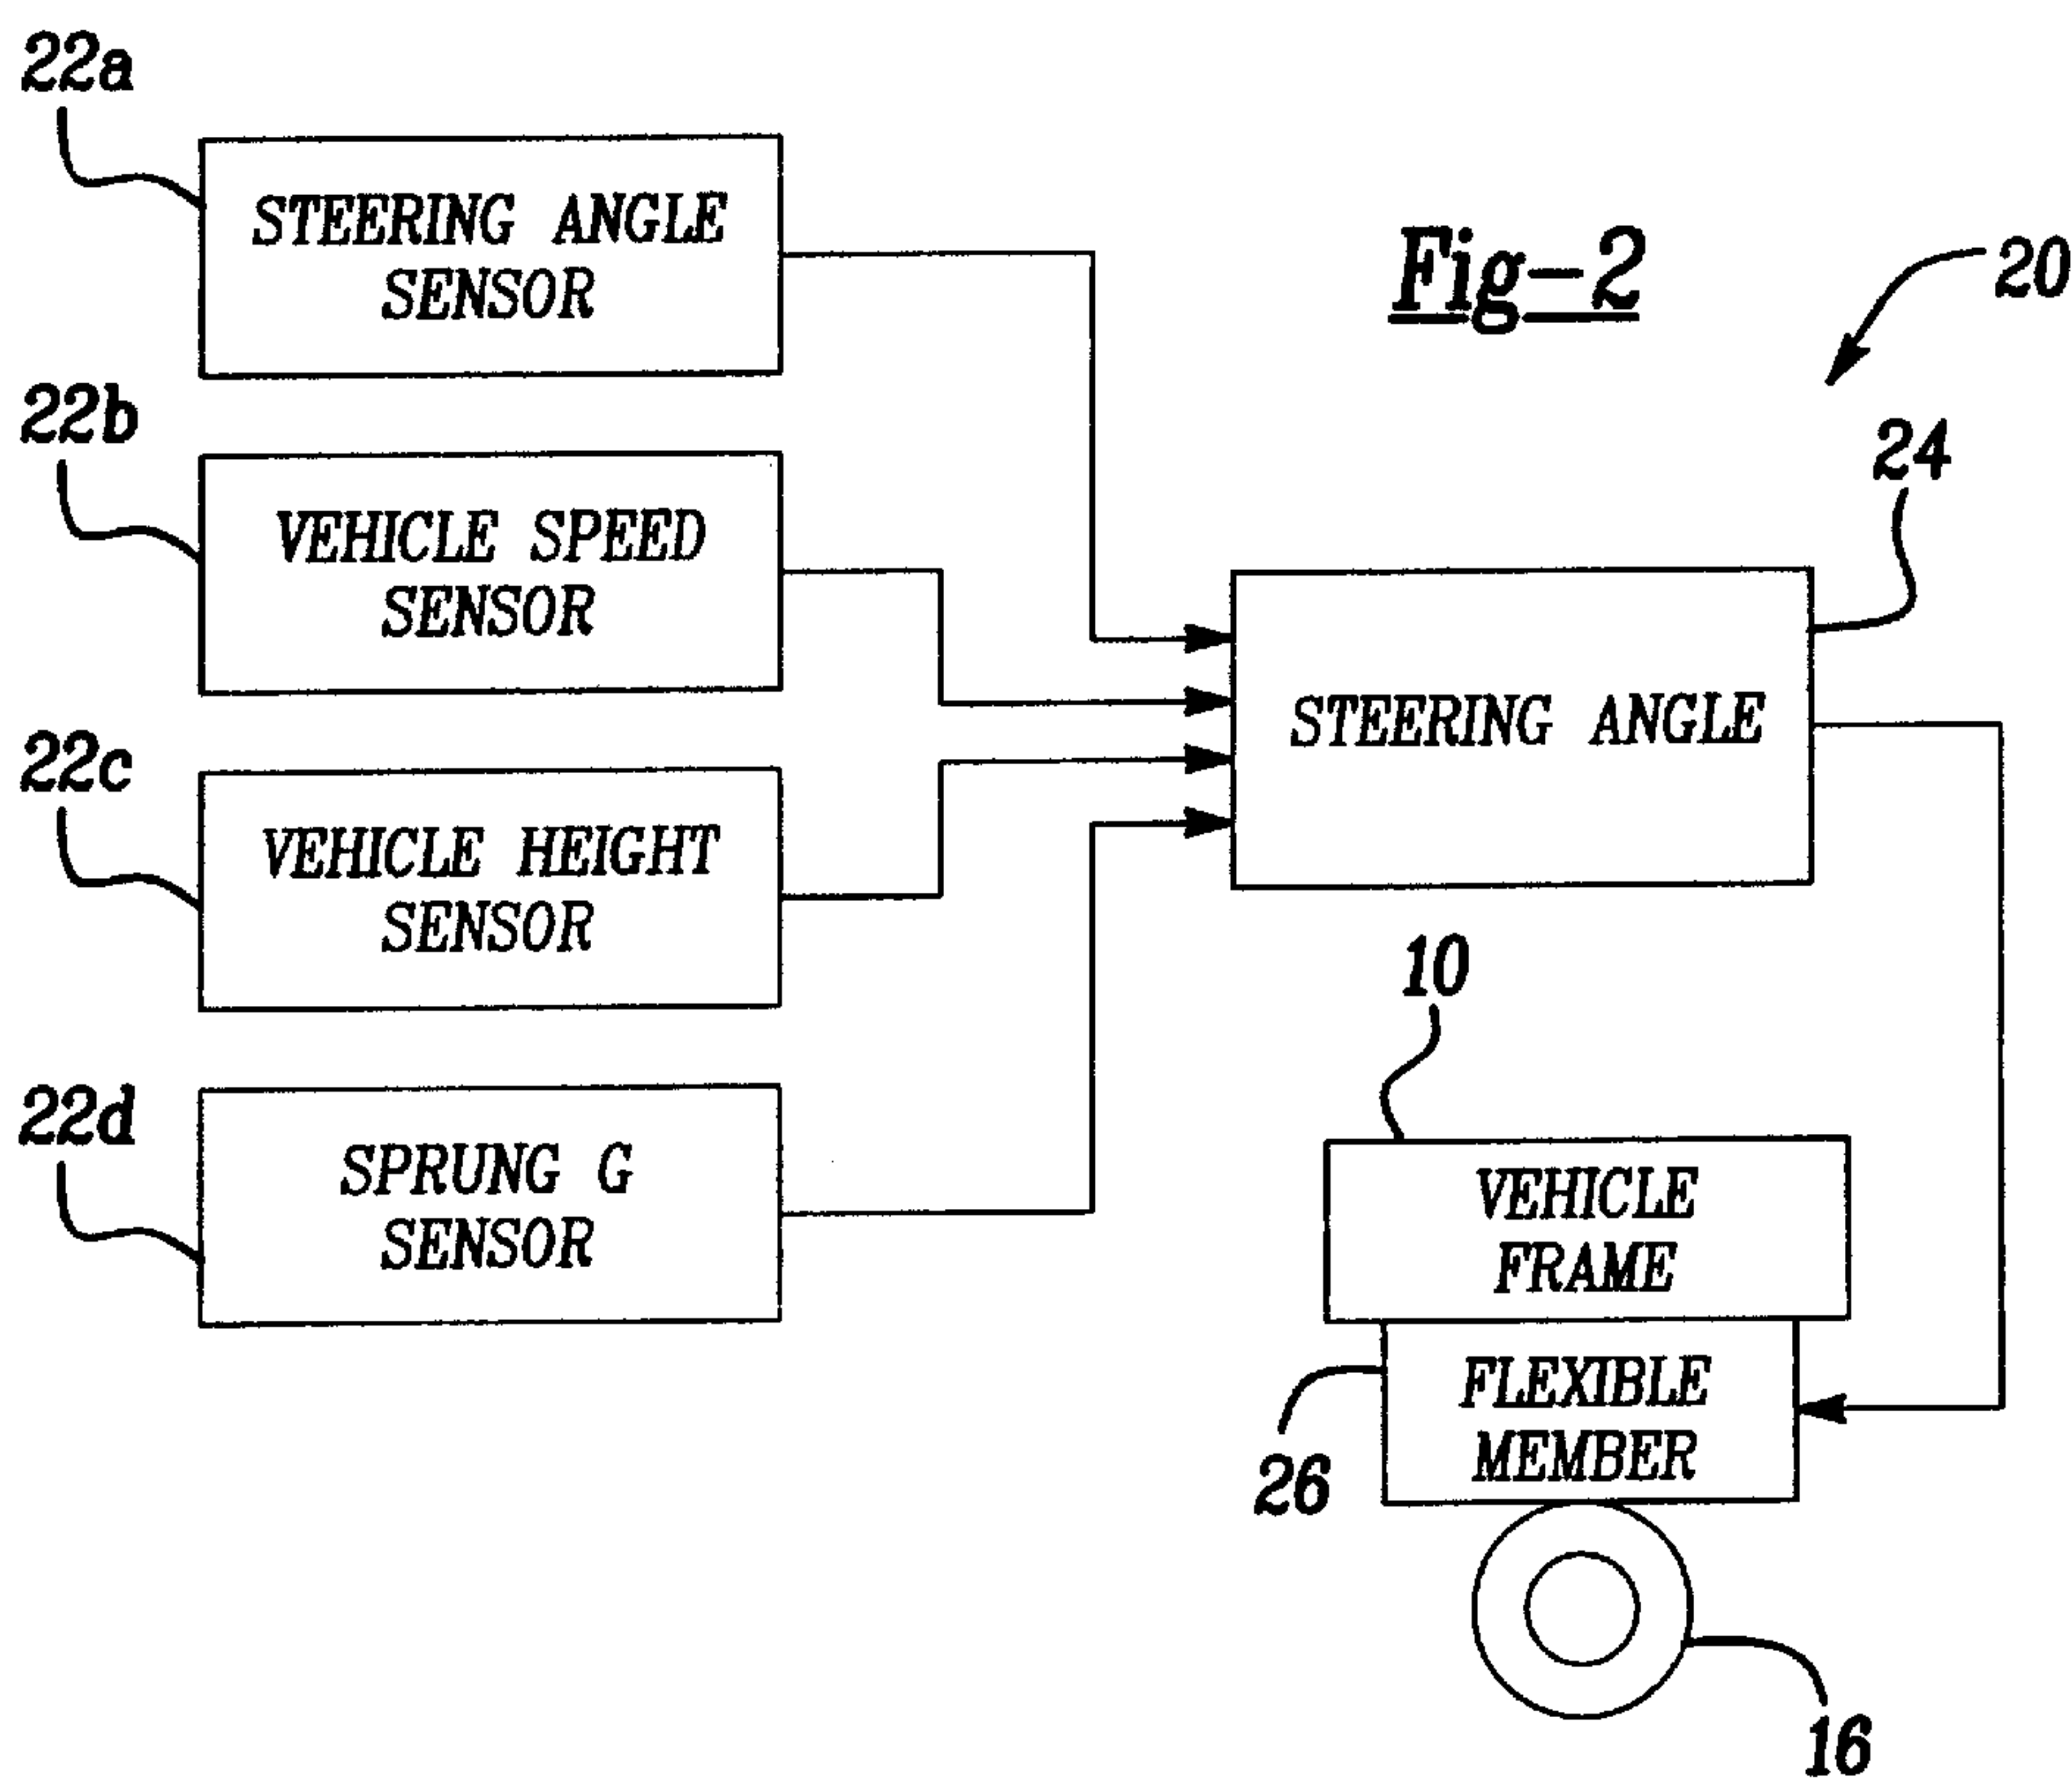 22a
STEERING ANGLE
SENSOR
Fig-2
20
22b
VEHICLE SPEED
SENSOR
24
STEERING ANGLE
22c
VEHICLE HEIGHT
SENSOR
10
22d
SPRUNG G
SENSOR
VEHICLE
FRAME
FLEXIBLE
MEMBER
26
16